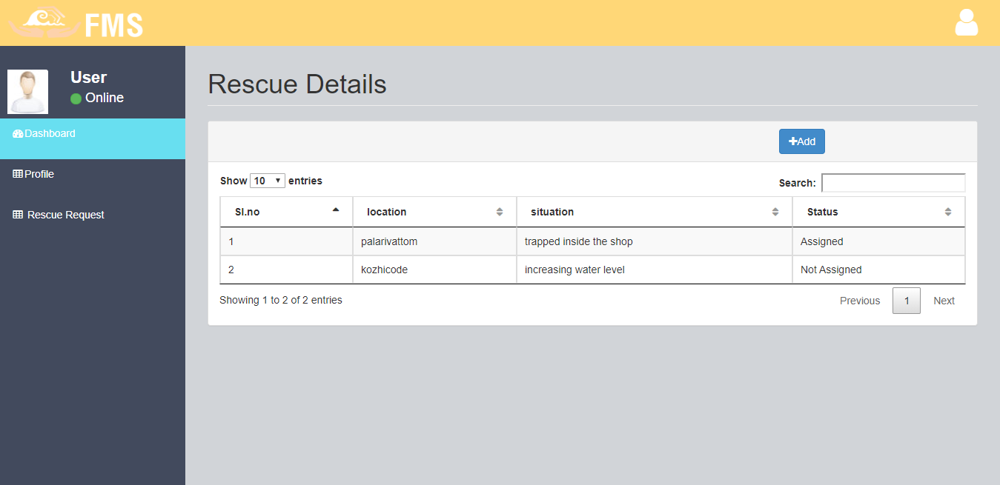 FMS
User
Online
Dashboard
Profile
Rescue Request
Rescue Details
Add
Show 10 entries
Search:
Sl.no location situation Status
1 palarivattom trapped inside the shop Assigned
2 kozhicode increasing water level Not Assigned
Showing 1 to 2 of 2 entries
Previous 1 Next